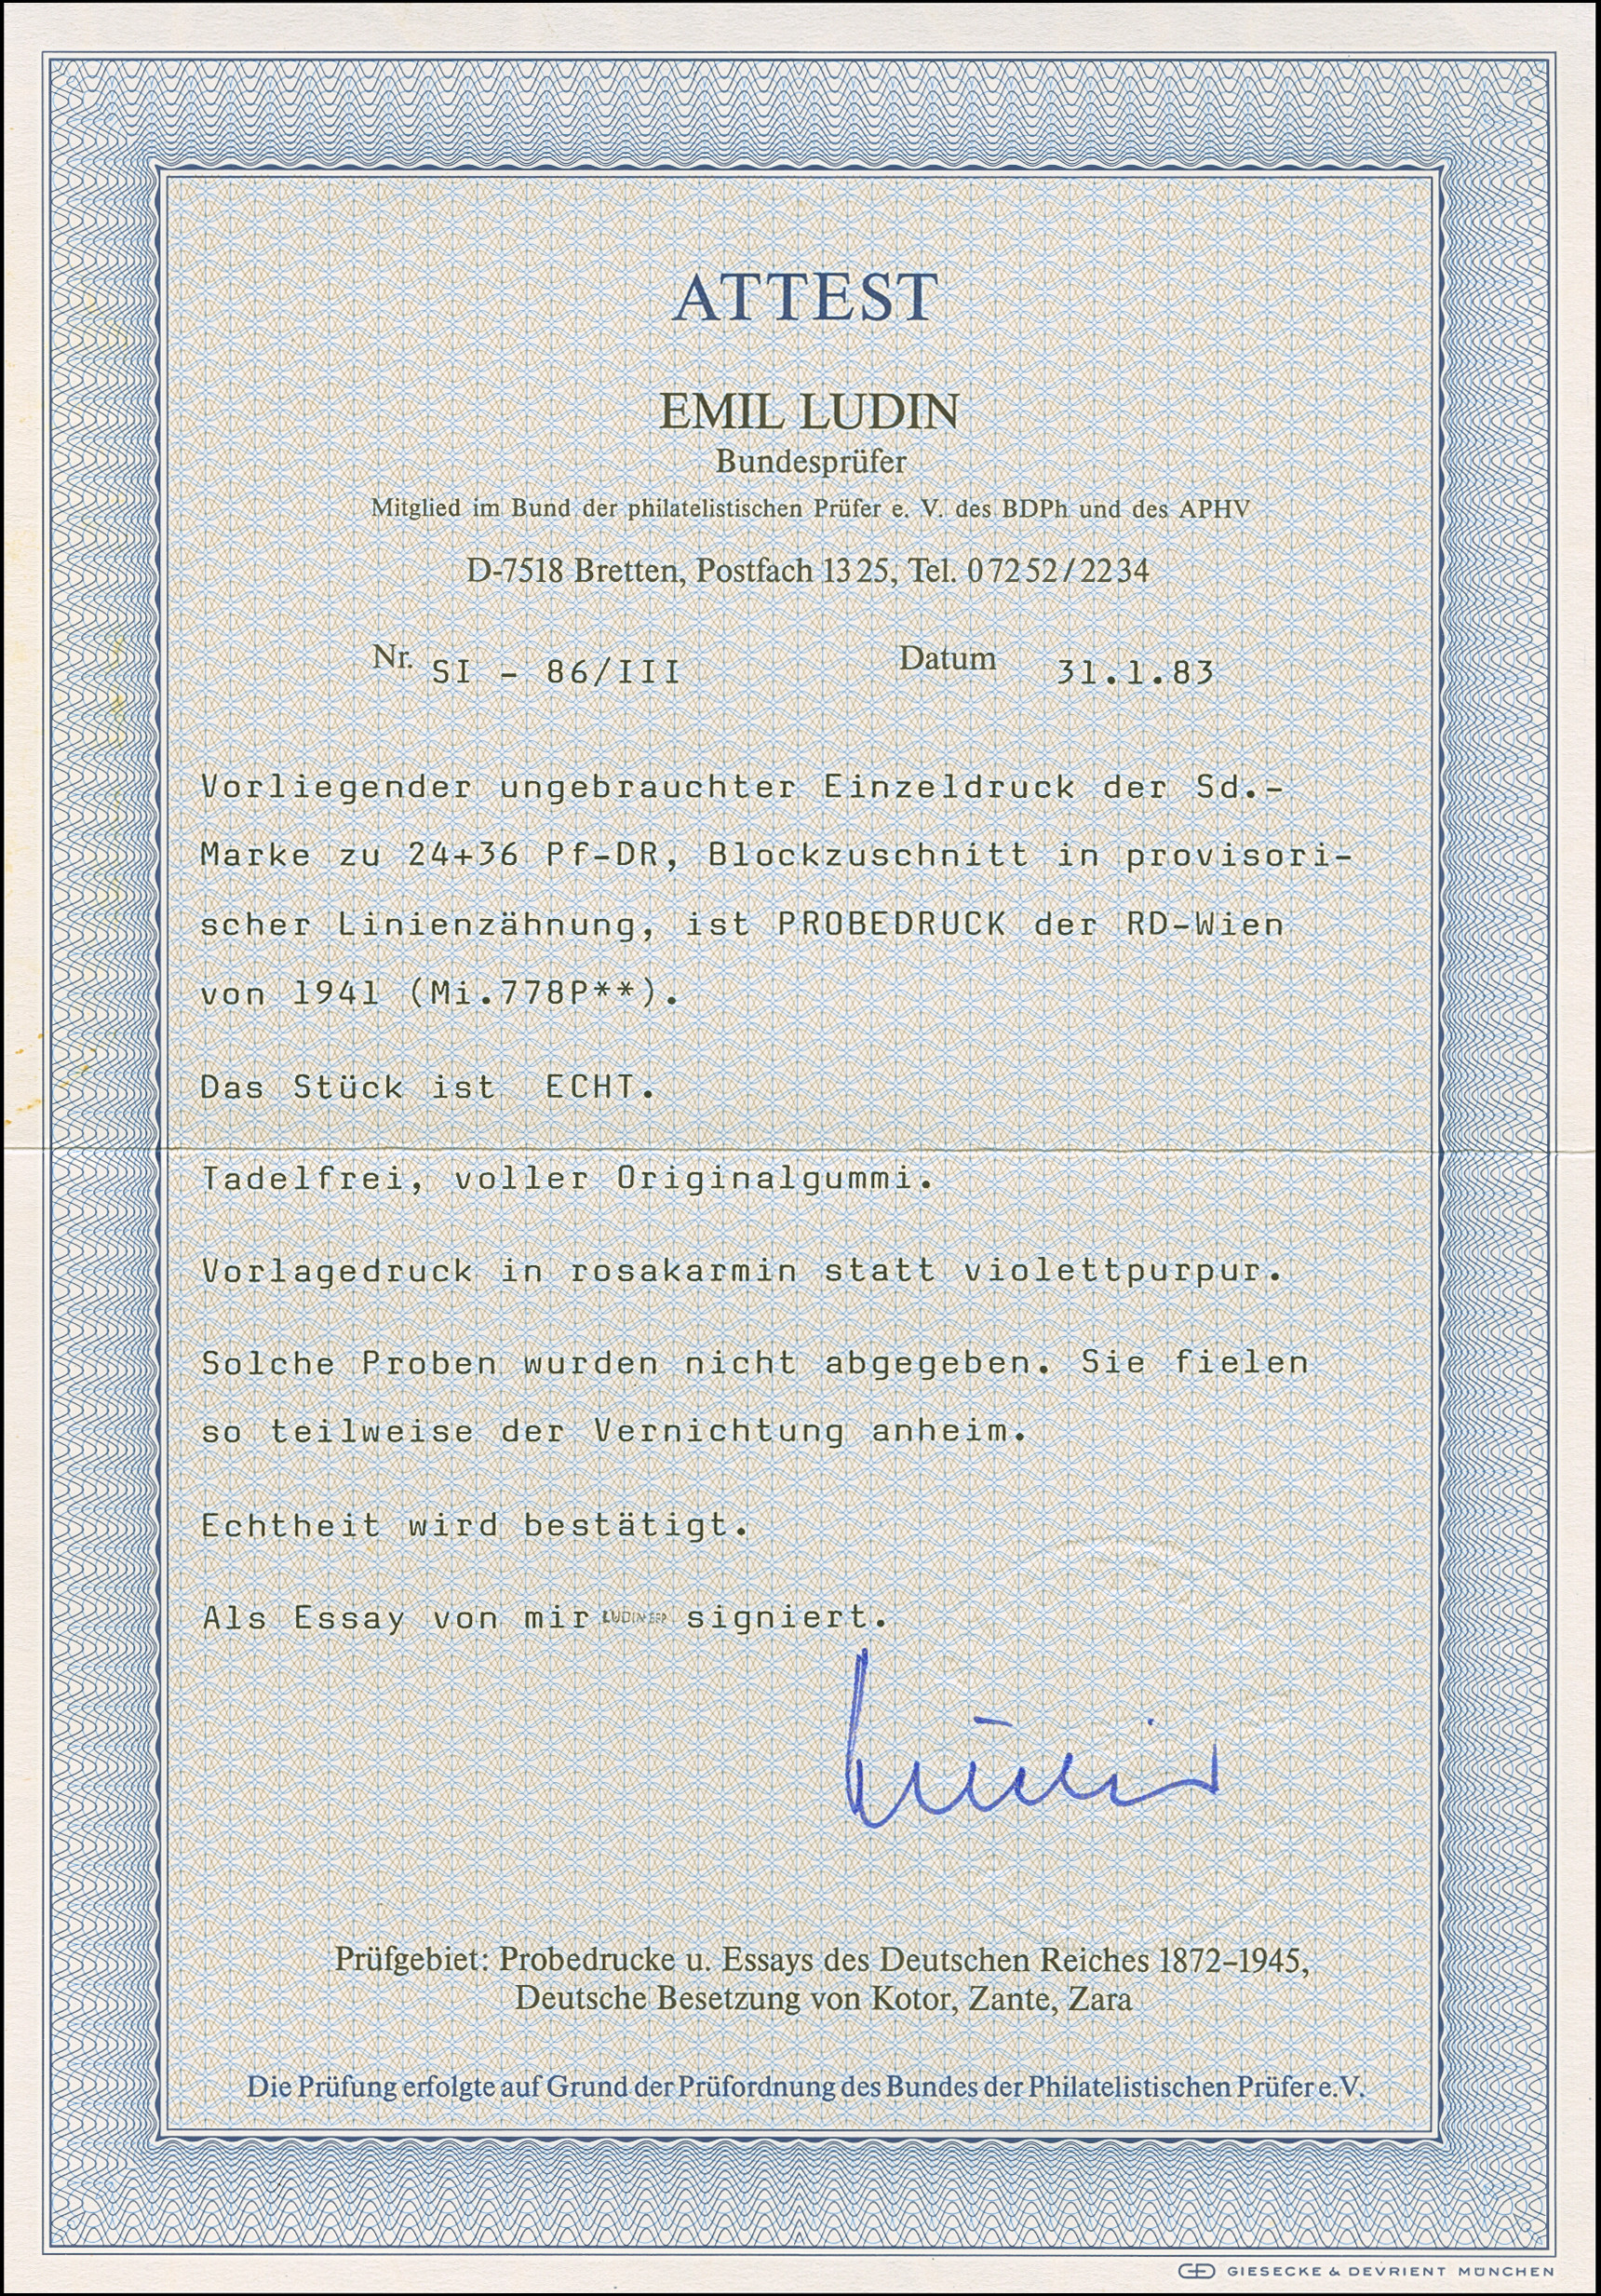 ATTEST
EMIL LUDIN
Bundesprüfer
Mitglied im Bund der philatelistischen Prüfer e. V. des BDPh und des APHV
D-7518 Bretten, Postfach 1325, Tel. 07252/2234
Nr. SI - 86/III Datum 31.1.83
Vorliegender ungebrauchter Einzeldruck der Sd.-
Marke zu 24+36 Pf-DR, Blockzuschnitt in provisori-
scher Linienzähnung, ist PROBEDRUCK der RD-Wien
von 1941 (Mi.778P**).
Das Stück ist ECHT.
Tadelfrei, voller Originalgummi.
Vorlagedruck in rosakarmin statt violettpurpur.
Solche Proben wurden nicht abgegeben. Sie fielen
so teilweise der Vernichtung anheim.
Echtheit wird bestätigt.
Als Essay von mir LUDIN BPP signiert.
Prüfgebiet: Probedrucke u. Essays des Deutschen Reiches 1872-1945,
Deutsche Besetzung von Kotor, Zante, Zara
Die Prüfung erfolgte auf Grund der Prüfordnung des Bundes der Philatelistischen Prüfer e.V.
GIESECKE & DEVRIENT MÜNCHEN